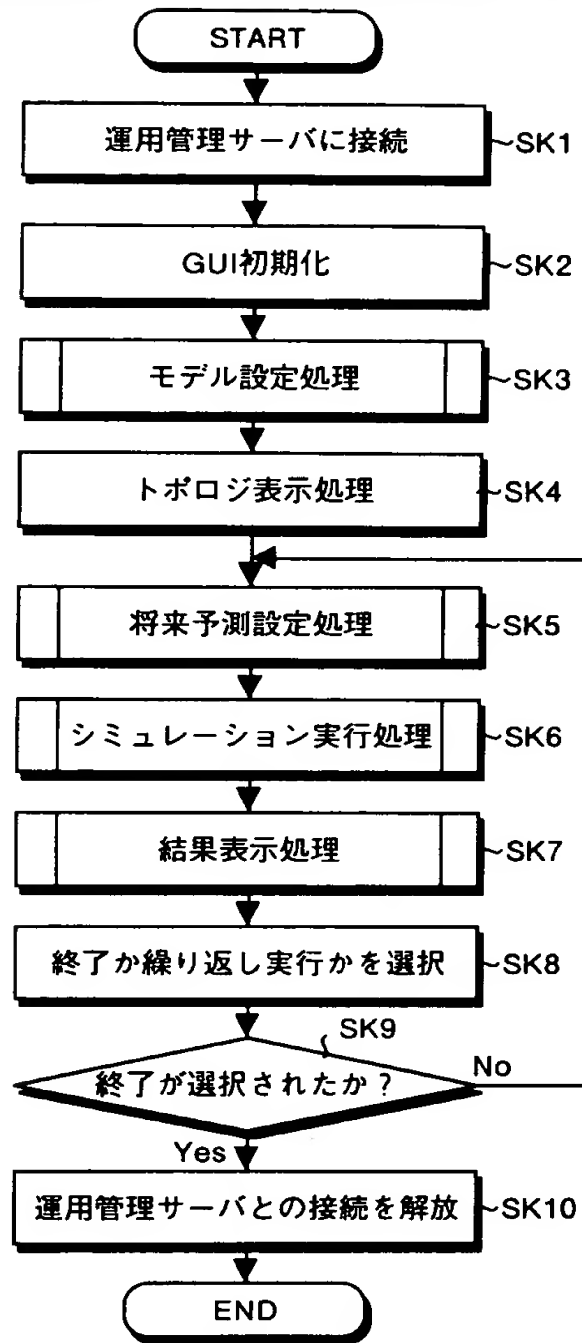 START
運用管理サーバに接続
~SK1
GUI初期化
~SK2
モデル設定処理
~SK3
トポロジ表示処理
~SK4
将来予測設定処理
~SK5
シミュレーション実行処理
~SK6
結果表示処理
~SK7
終了か繰り返し実行かを選択
~SK8
SK9
終了が選択されたか?
No
Yes
運用管理サーバとの接続を解放
~SK10
END